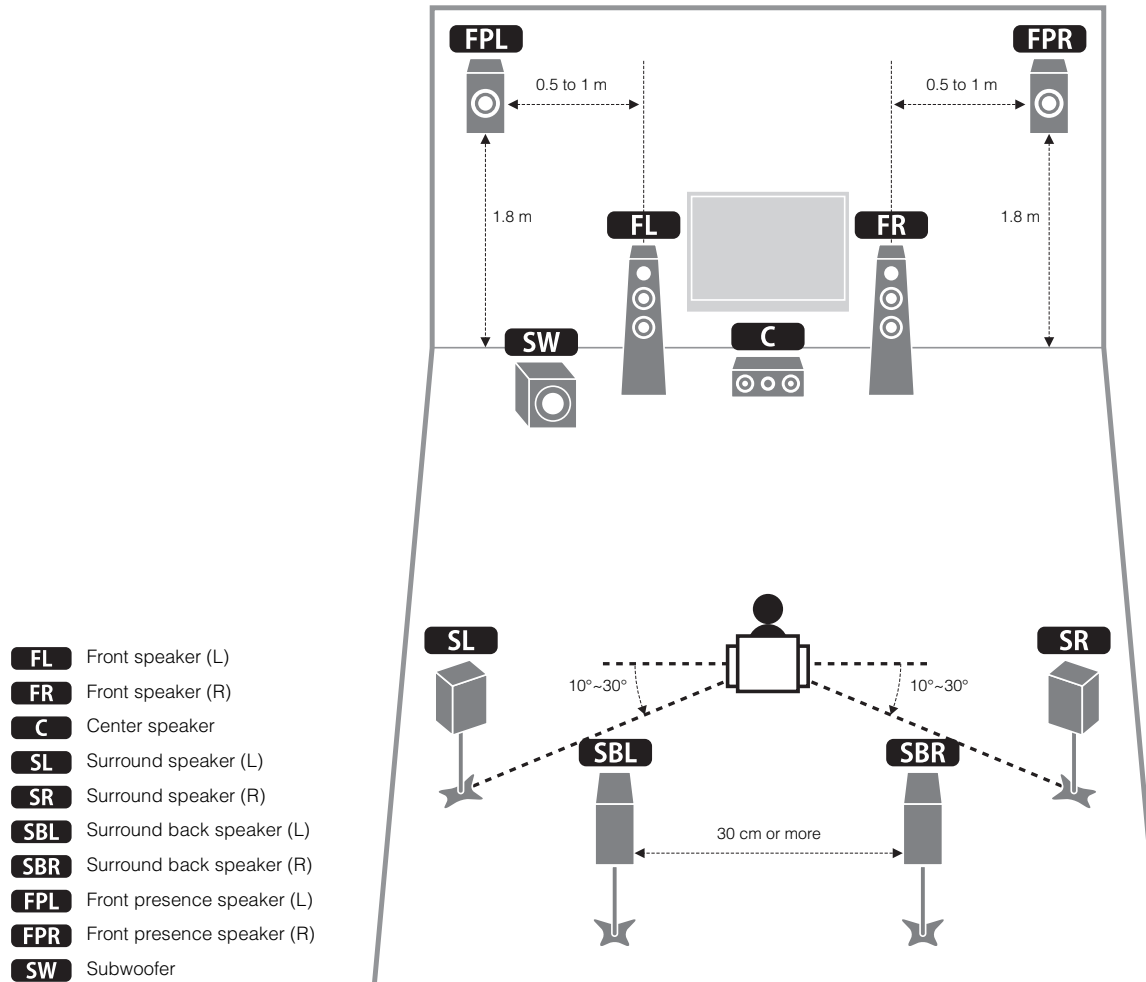 FPL FPR
0.5 to 1 m 0.5 to 1 m
1.8 m 1.8 m
FL FR
SW C
SL SR
10°~30° 10°~30°
SBL SBR
30 cm or more
FL Front speaker (L)
FR Front speaker (R)
C Center speaker
SL Surround speaker (L)
SR Surround speaker (R)
SBL Surround back speaker (L)
SBR Surround back speaker (R)
FPL Front presence speaker (L)
FPR Front presence speaker (R)
SW Subwoofer